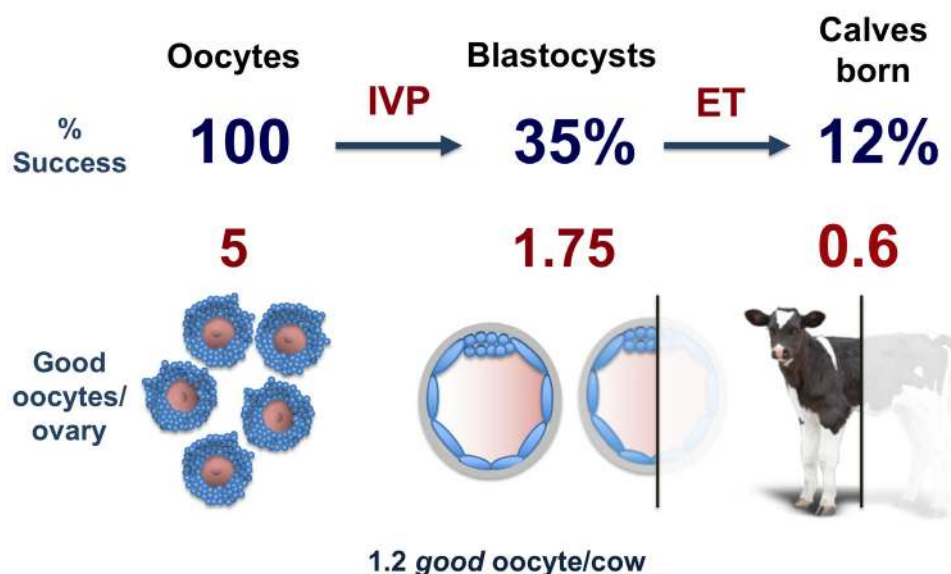 Oocytes
Blastocysts
Calves
born
IVP
ET
%
Success
100
35%
12%
5
1.75
0.6
Good
oocytes/
ovary
1.2 good oocyte/cow